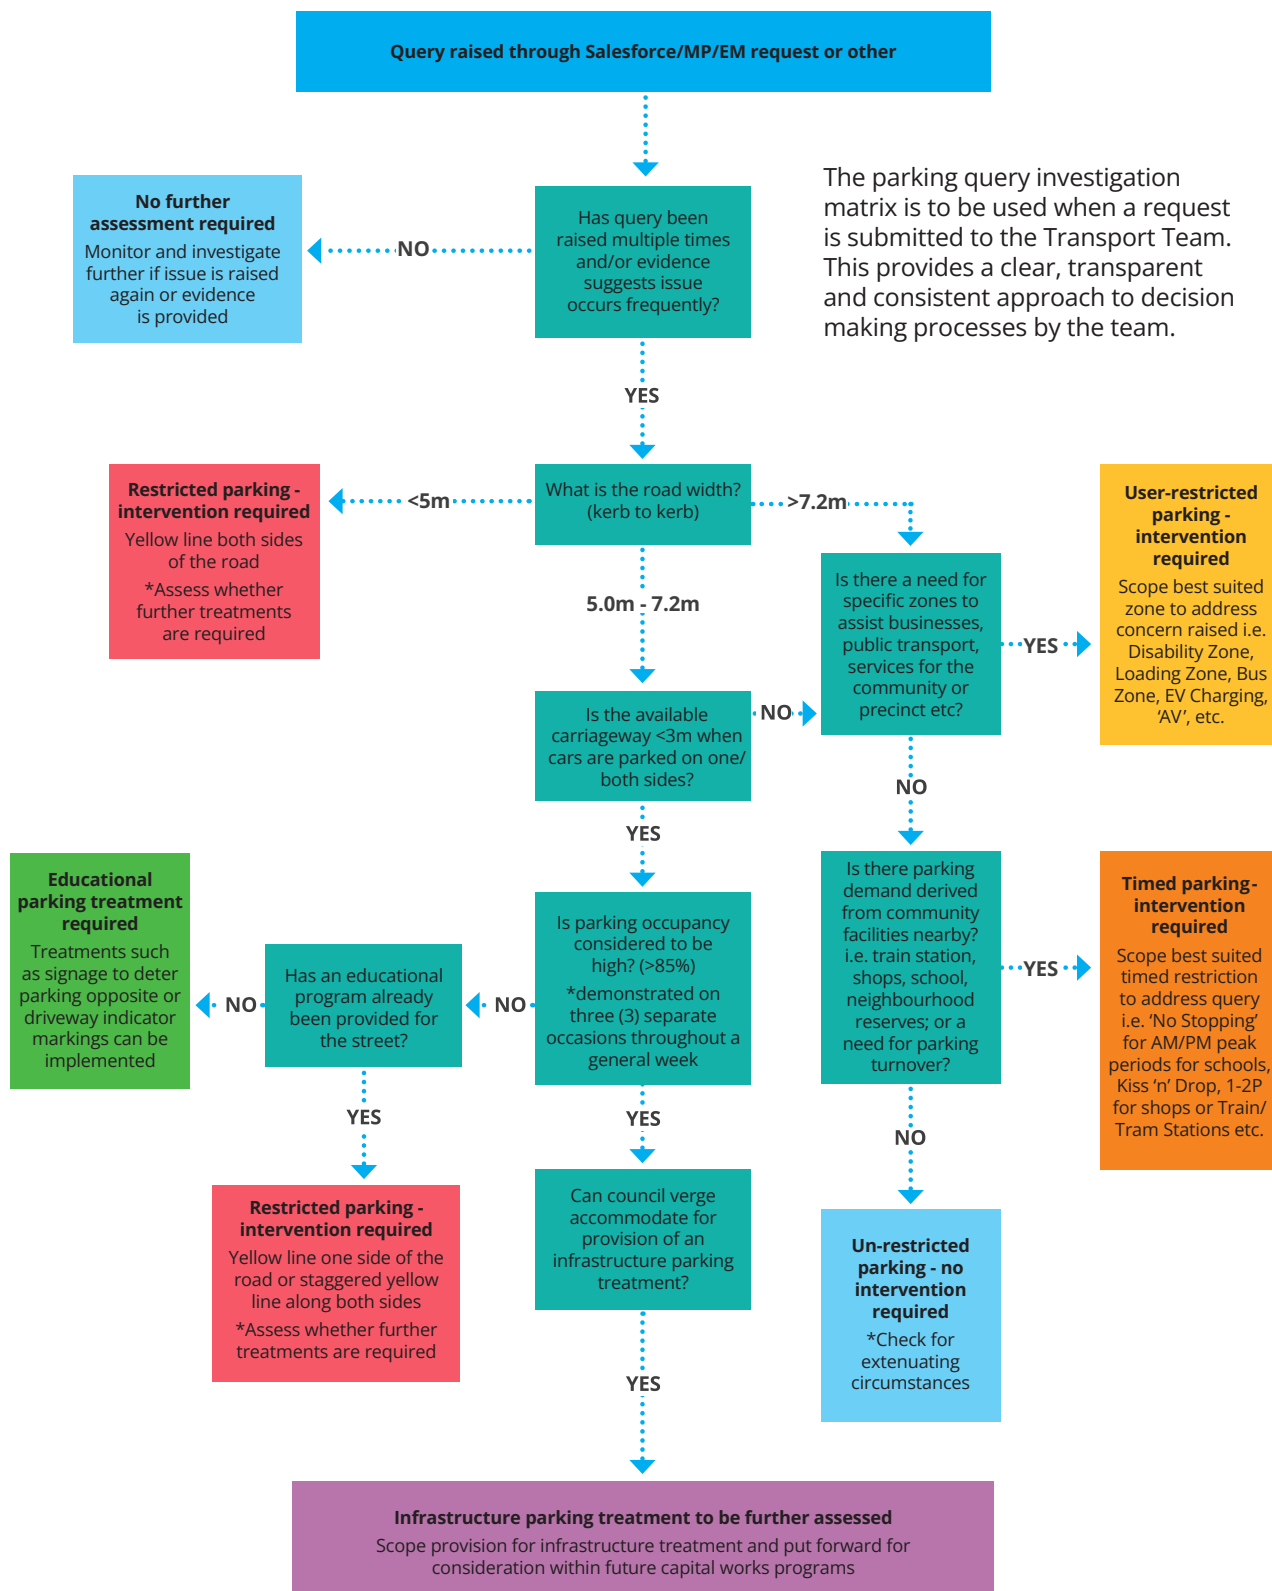 Query raised through Salesforce/MP/EM request or other
The parking query investigation
matrix is to be used when a request
is submitted to the Transport Team.
This provides a clear, transparent
and consistent approach to decision
making processes by the team.
No further
assessment required
Monitor and investigate
further if issue is raised
again or evidence
is provided
NO
Has query been
raised multiple times
and/or evidence
suggests issue
occurs frequently?
YES
Restricted parking -
intervention required
Yellow line both sides
of the road
*Assess whether
further treatments
are required
<5m
What is the road width?
(kerb to kerb)
>7.2m
5.0m - 7.2m
Is there a need for
specific zones to
assist businesses,
public transport,
services for the
community or
precinct etc?
YES
User-restricted
parking -
intervention
required
Scope best suited
zone to address
concern raised i.e.
Disability Zone,
Loading Zone, Bus
Zone, EV Charging,
‘AV’, etc.
Is the available
carriageway <3m when
cars are parked on one/
both sides?
NO
NO
YES
Educational
parking treatment
required
Treatments such
as signage to deter
parking opposite or
driveway indicator
markings can be
implemented
NO
Has an educational
program already
been provided for
the street?
NO
Is parking occupancy
considered to be
high? (>85%)
*demonstrated on
three (3) separate
occasions throughout a
general week
Is there parking
demand derived
from community
facilities nearby?
i.e. train station,
shops, school,
neighbourhood
reserves; or a
need for parking
turnover?
YES
Timed parking -
intervention
required
Scope best suited
timed restriction
to address query
i.e. ‘No Stopping’
for AM/PM peak
periods for schools,
Kiss ‘n’ Drop, 1-2P
for shops or Train/
Tram Stations etc.
YES
YES
NO
Restricted parking -
intervention required
Yellow line one side of the
road or staggered yellow
line along both sides
*Assess whether further
treatments are required
Can council verge
accommodate for
provision of an
infrastructure parking
treatment?
Un-restricted
parking - no
intervention
required
*Check for
extenuating
circumstances
YES
Infrastructure parking treatment to be further assessed
Scope provision for infrastructure treatment and put forward for
consideration within future capital works programs